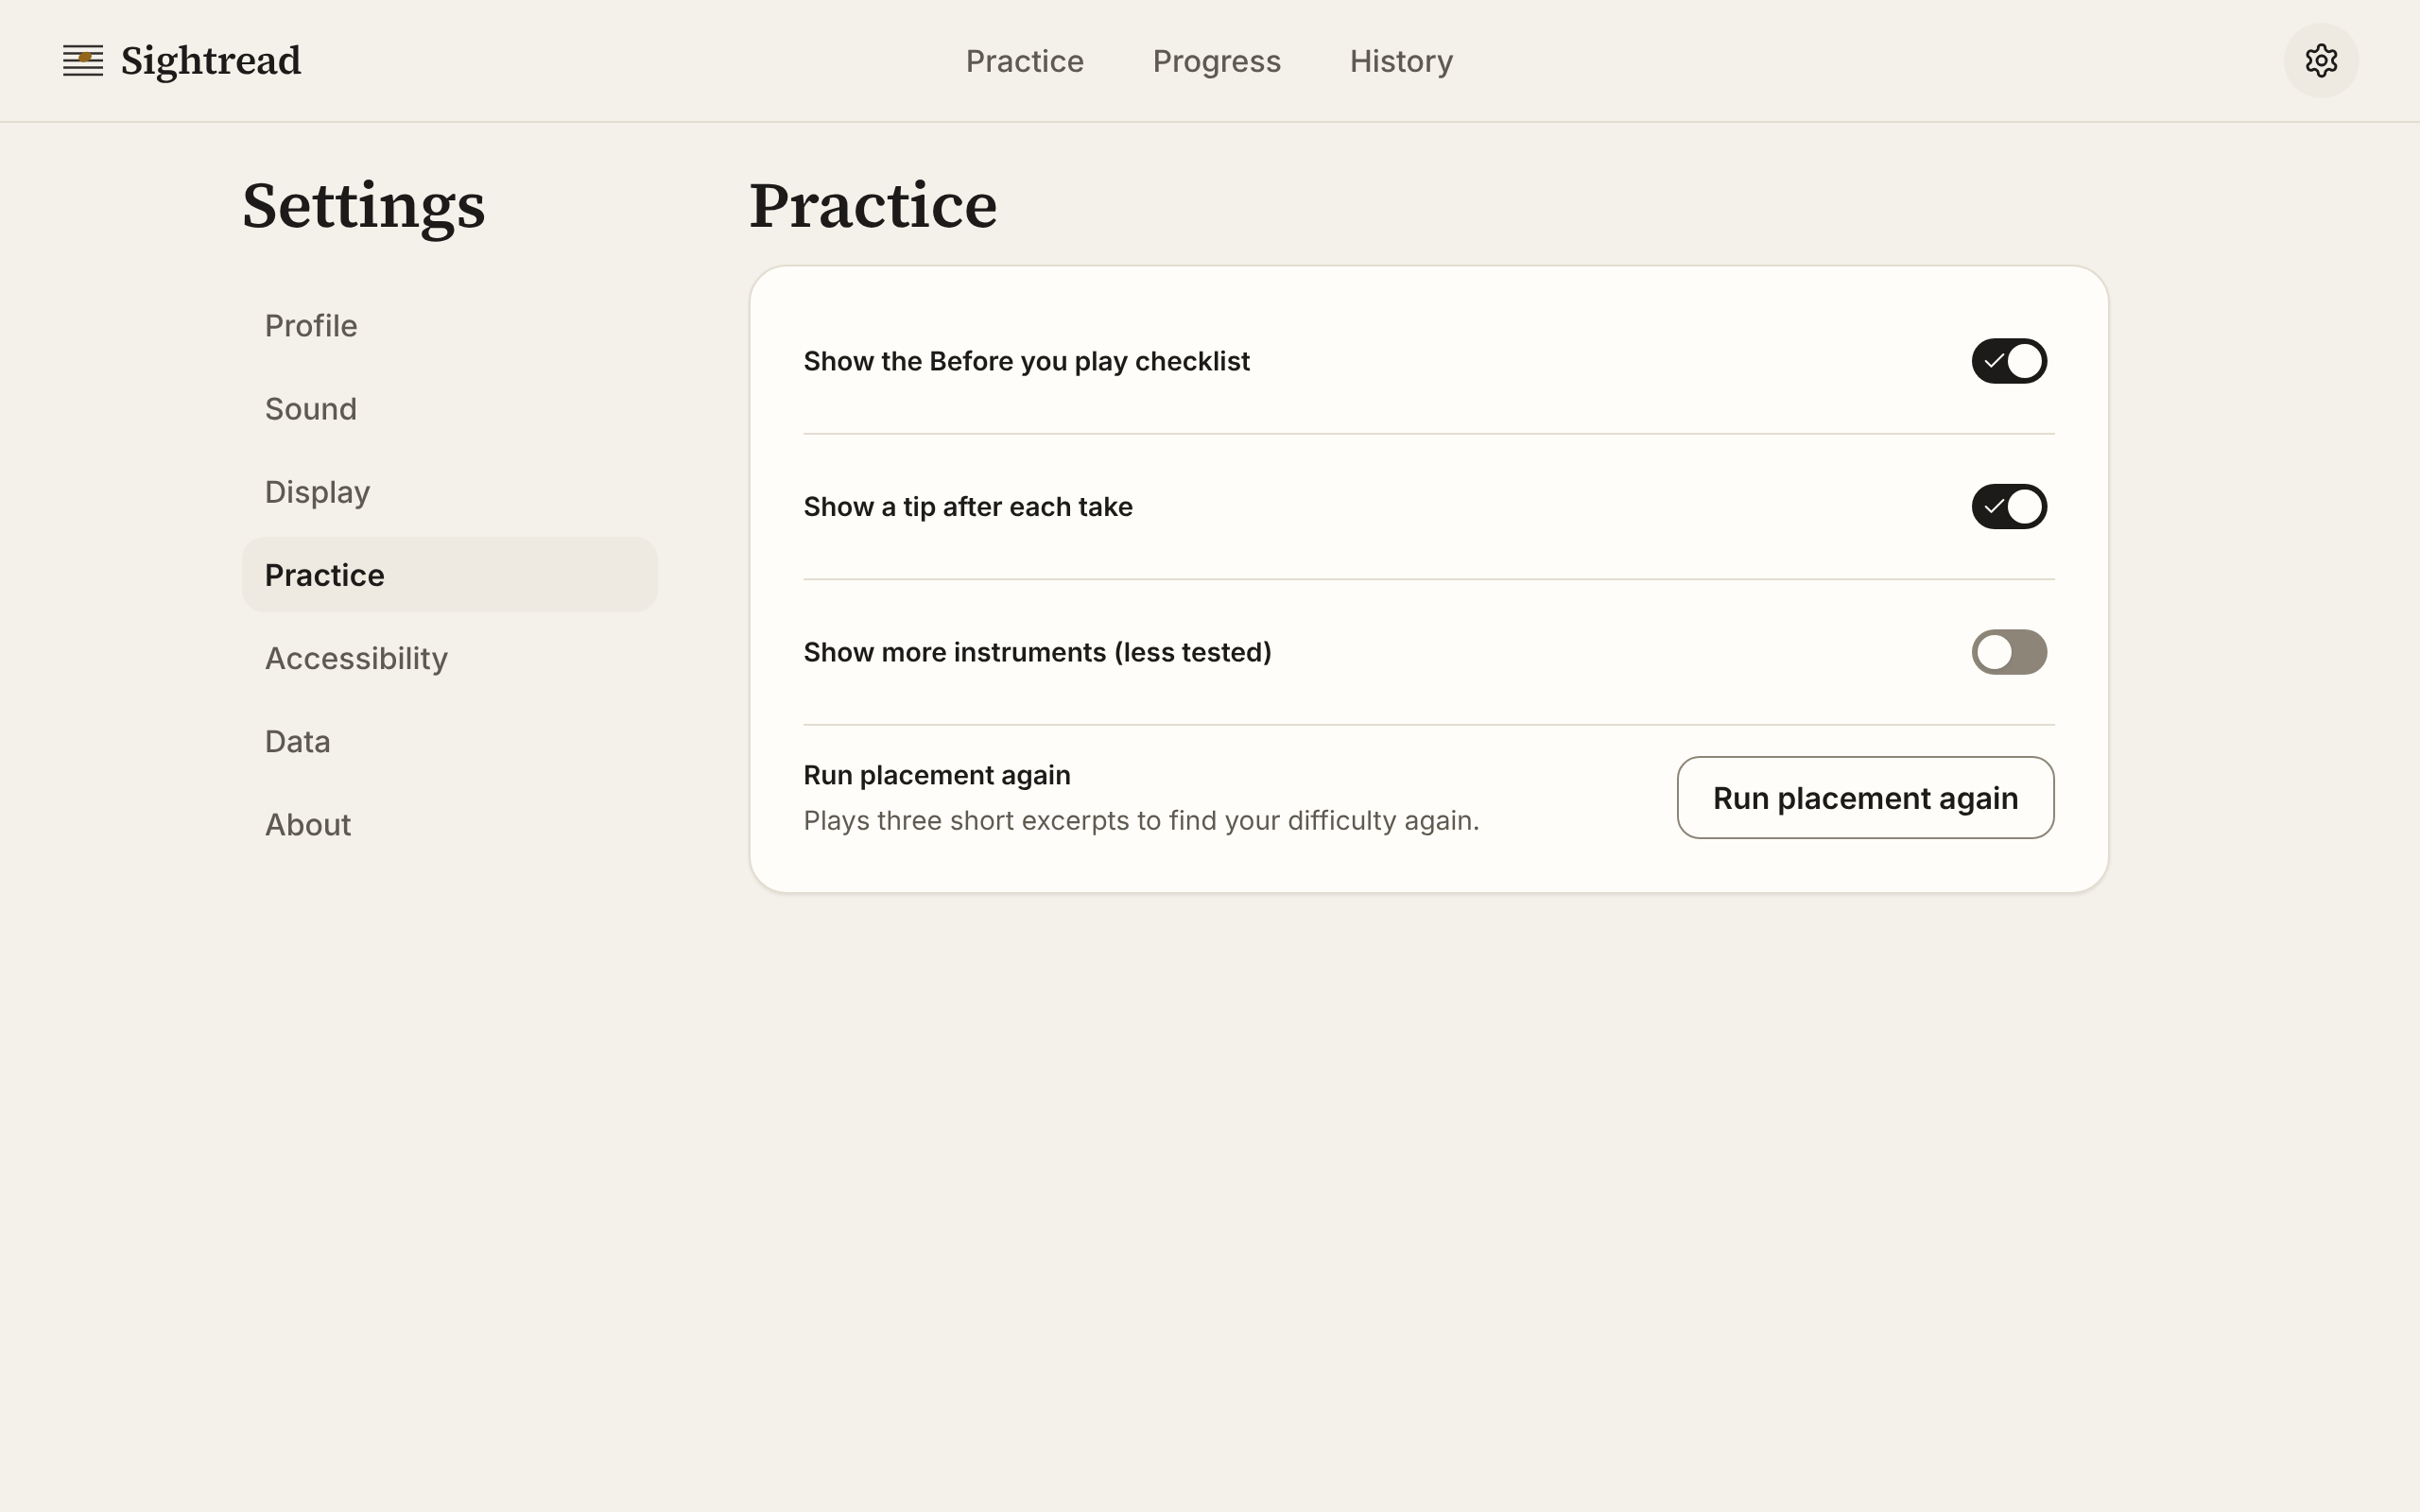 Sightread
Practice
Progress
History
Settings
Profile
Sound
Display
Practice
Accessibility
Data
About
Practice
Show the Before you play checklist
Show a tip after each take
Show more instruments (less tested)
Run placement again
Plays three short excerpts to find your difficulty again.
Run placement again